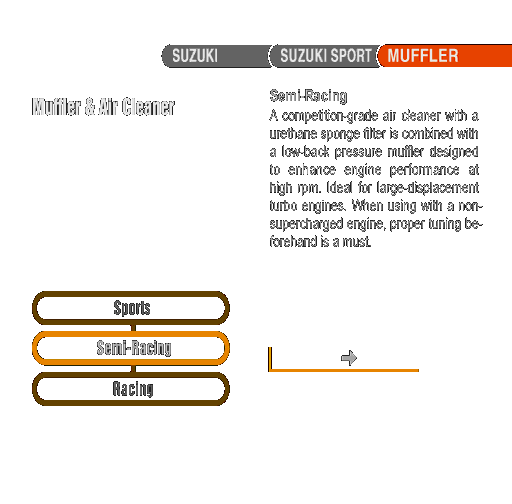 SUZUKI SUZUKI SPORT MUFFLER
Muffler & Air Cleaner
Semi-Racing
A competition-grade air cleaner with a
urethane sponge filter is combined with
a low-back pressure muffler designed
to enhance engine performance at
high rpm. Ideal for large-displacement
turbo engines. When using with a non-
supercharged engine, proper tuning be-
forehand is a must.
Sports
Semi-Racing
Racing